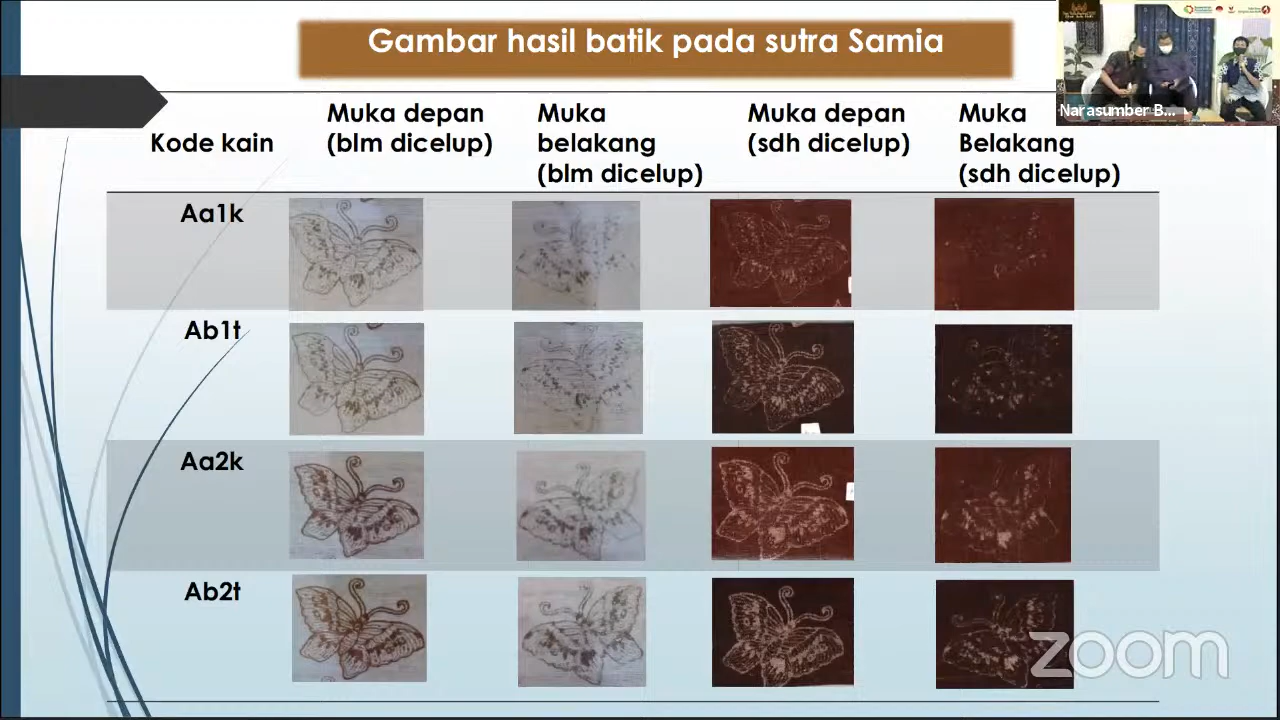 Gambar hasil batik pada sutra Samia
Narasumber B...
Kode kain
Muka depan
(blm dicelup)
Muka
belakang
(blm dicelup)
Muka depan
(sdh dicelup)
Muka
Belakang
(sdh dicelup)
Aa1k
Ab1t
Aa2k
Ab2t
zoom